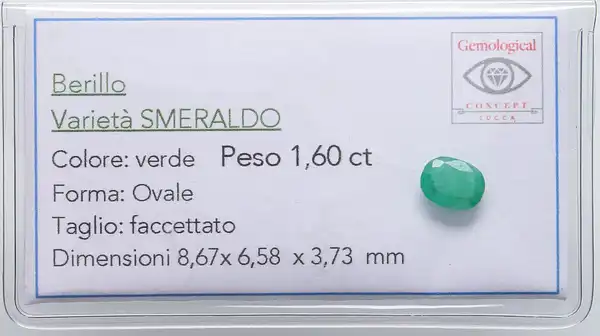 Gemological
CONCEPT
LUCCA
Berillo
Varietà SMERALDO
Colore: verde Peso 1,60 ct
Forma: Ovale
Taglio: faccettato
Dimensioni 8,67x 6,58 x 3,73 mm